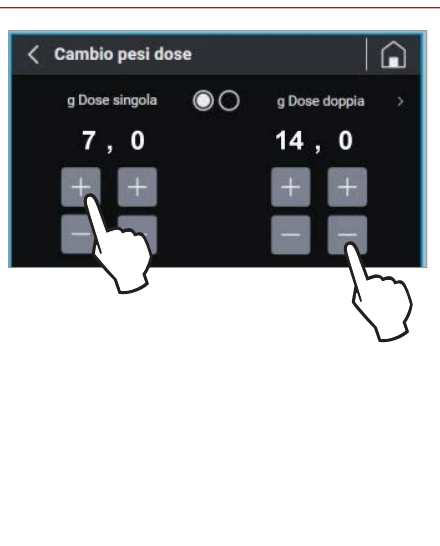 Cambio pesi dose
g Dose singola
g Dose doppia
7 , 0
14 , 0